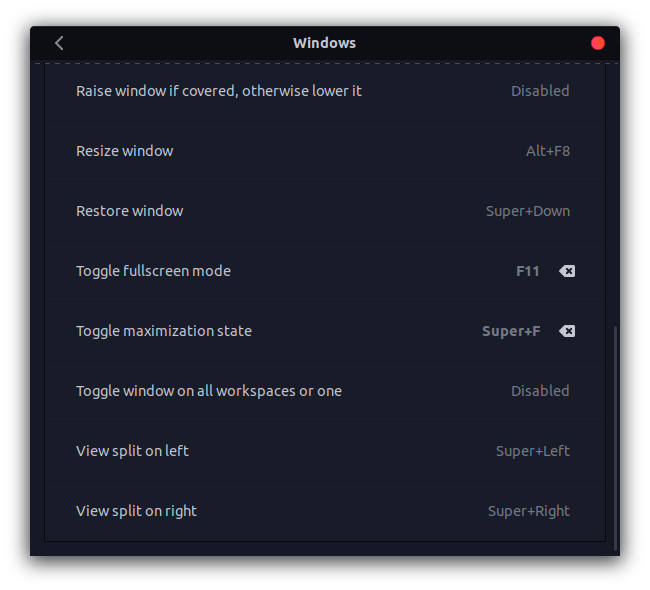 Windows
Raise window if covered, otherwise lower it Disabled
Resize window Alt+F8
Restore window Super+Down
Toggle fullscreen mode F11
Toggle maximization state Super+F
Toggle window on all workspaces or one Disabled
View split on left Super+Left
View split on right Super+Right